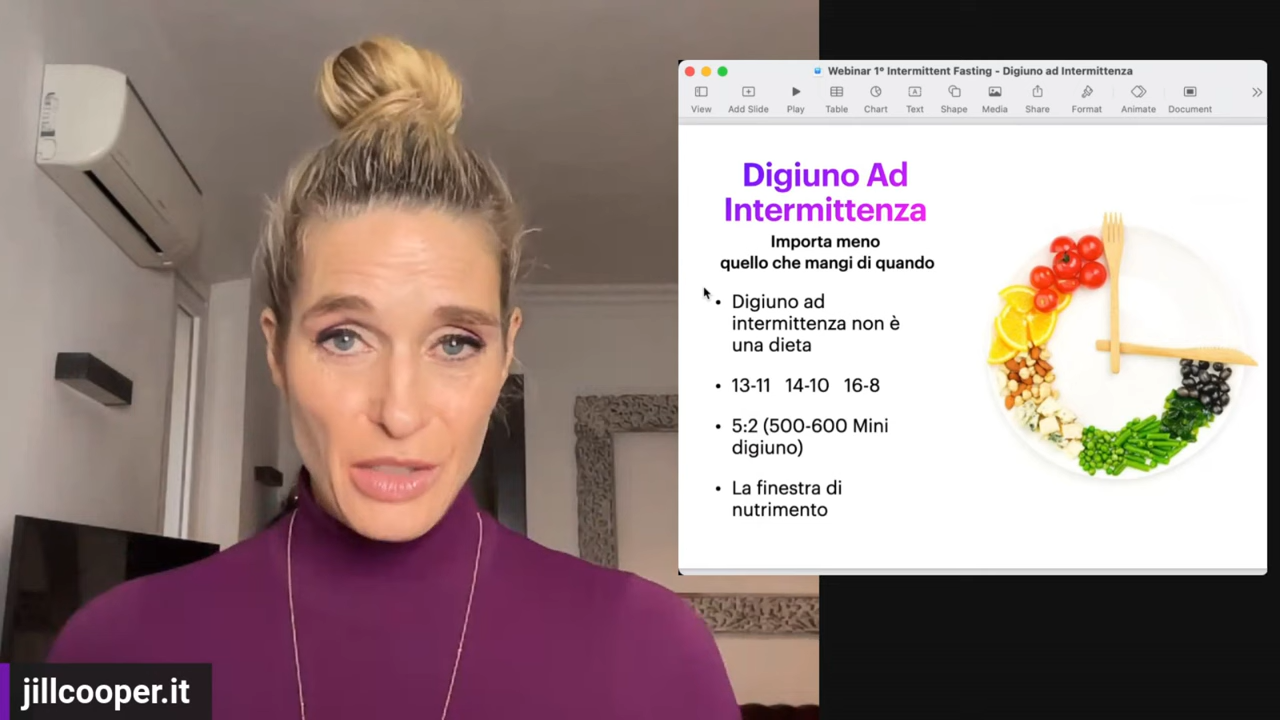 Webinar 1° Intermittent Fasting - Digiuno ad Intermittenza
View
Add Slide
Play
Table
Chart
Text
Shape
Media
Share
Format
Animate
Document
Digiuno Ad
Intermittenza
Importa meno
quello che mangi di quando
• Digiuno ad
intermittenza non è
una dieta
• 13-11 14-10 16-8
• 5:2 (500-600 Mini
digiuno)
• La finestra di
nutrimento
jillcooper.it